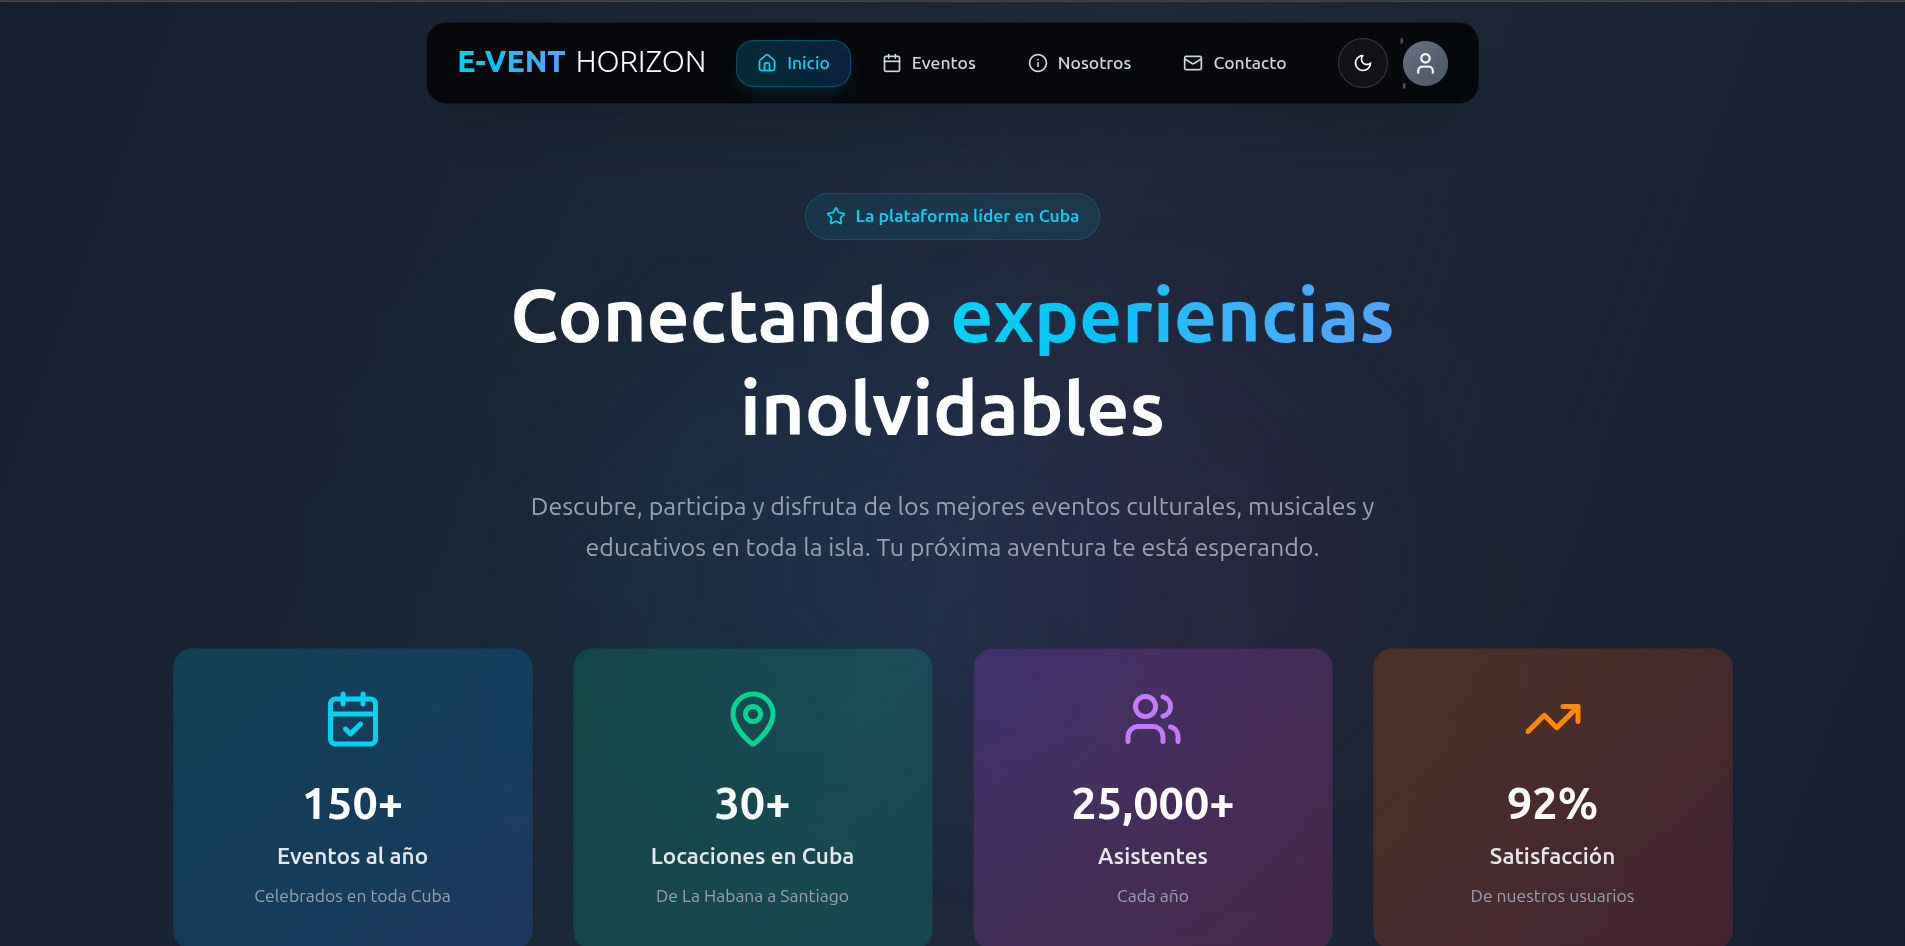 E-VENT HORIZON
Inicio
Eventos
Nosotros
Contacto
La plataforma líder en Cuba
Conectando experiencias
inolvidables
Descubre, participa y disfruta de los mejores eventos culturales, musicales y
educativos en toda la isla. Tu próxima aventura te está esperando.
150+
Eventos al año
Celebrados en toda Cuba
30+
Locaciones en Cuba
De La Habana a Santiago
25,000+
Asistentes
Cada año
92%
Satisfacción
De nuestros usuarios